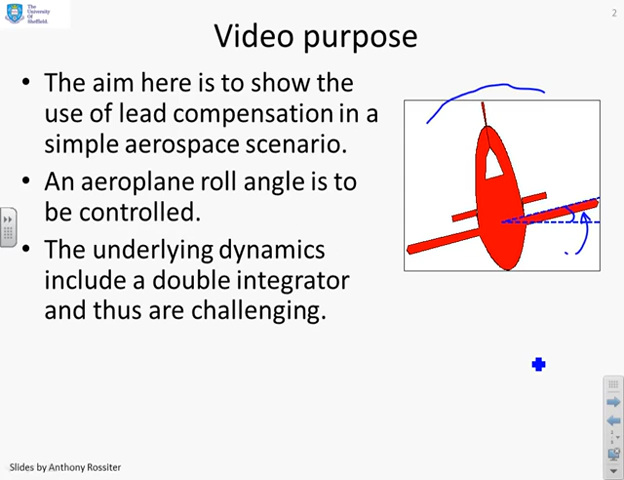 The
University
Of
Sheffield.
2
Video purpose
• The aim here is to show the
use of lead compensation in a
simple aerospace scenario.
• An aeroplane roll angle is to
be controlled.
• The underlying dynamics
include a double integrator
and thus are challenging.
Slides by Anthony Rossiter